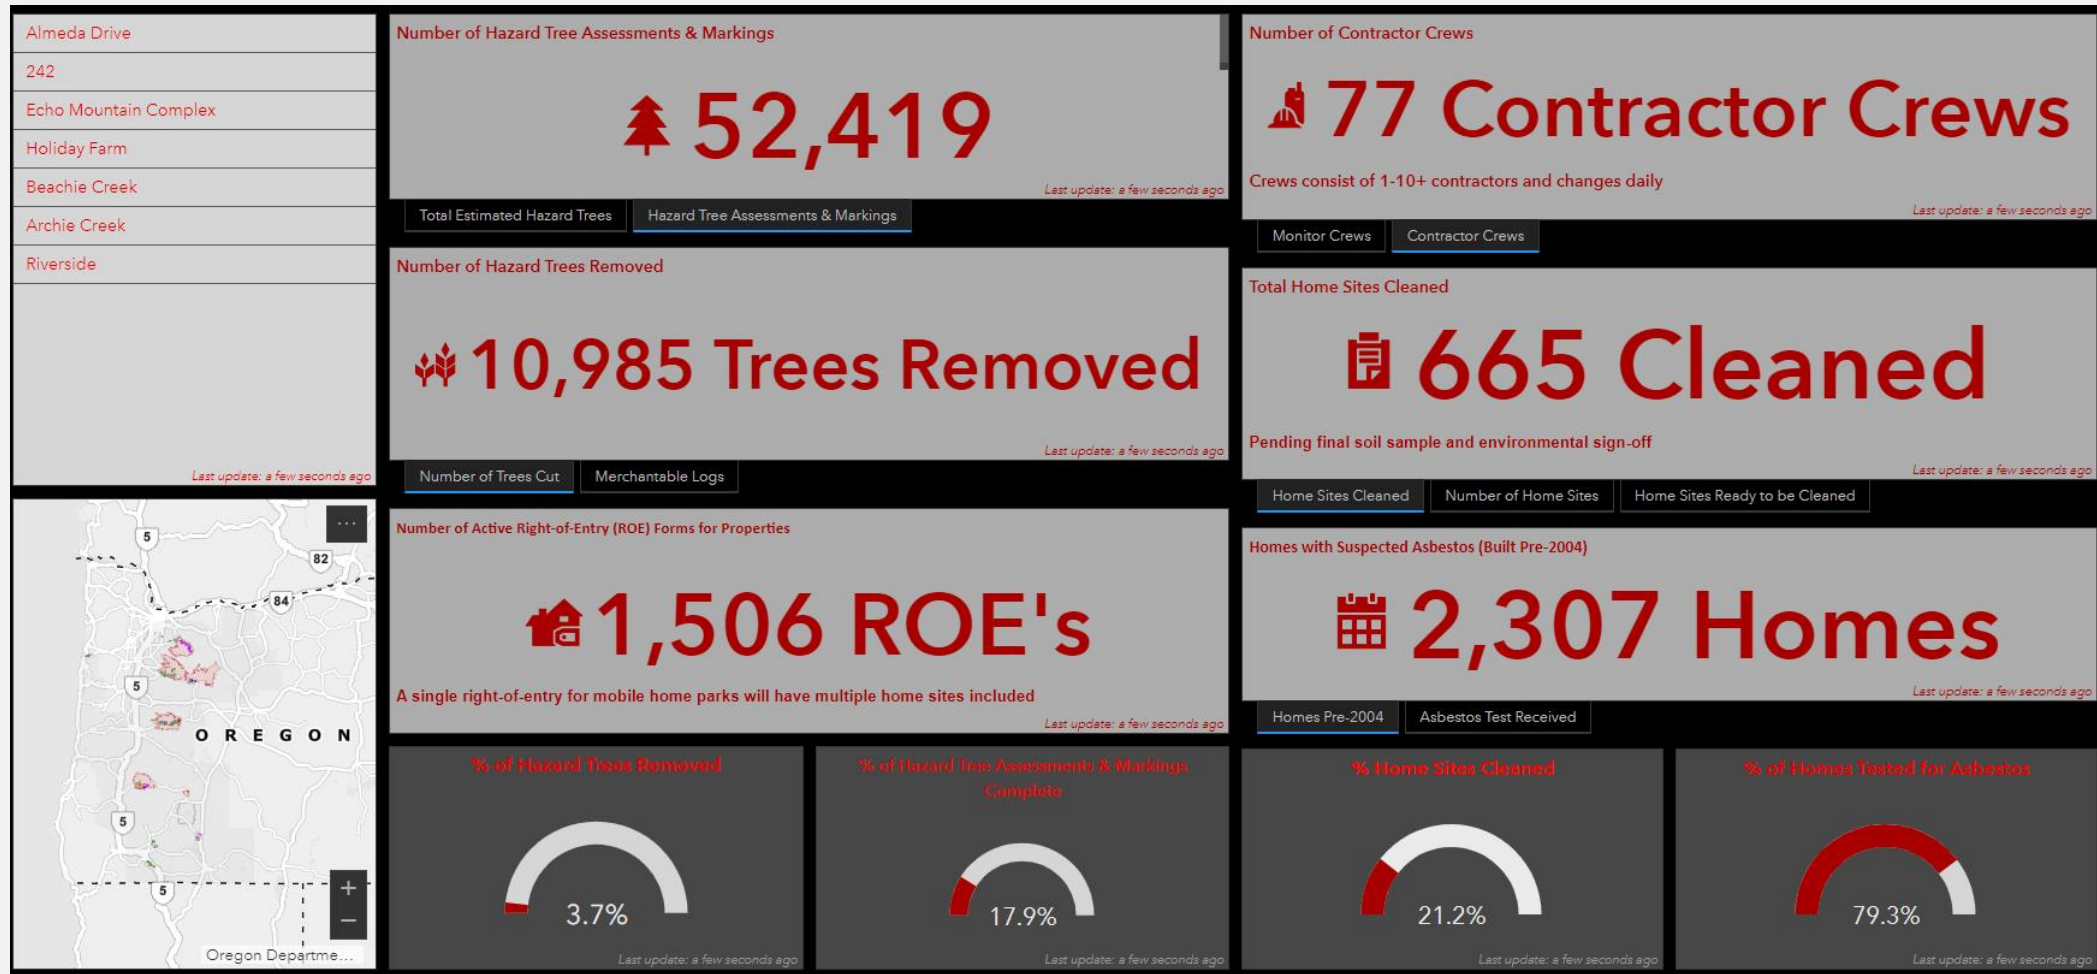 Almeda Drive
242
Echo Mountain Complex
Holiday Farm
Beachie Creek
Archie Creek
Riverside
Last update: a few seconds ago
5
82
84
5
OREGON
5
5
+
−
Oregon Departme...
Number of Hazard Tree Assessments & Markings
52,419
Last update: a few seconds ago
Total Estimated Hazard Trees
Hazard Tree Assessments & Markings
Number of Hazard Trees Removed
10,985 Trees Removed
Last update: a few seconds ago
Number of Trees Cut
Merchantable Logs
Number of Active Right-of-Entry (ROE) Forms for Properties
1,506 ROE's
A single right-of-entry for mobile home parks will have multiple home sites included
Last update: a few seconds ago
% of Hazard Trees Removed
3.7%
Last update: a few seconds ago
% of Hazard Tree Assessments & Markings
Complete
17.9%
Last update: a few seconds ago
Number of Contractor Crews
77 Contractor Crews
Crews consist of 1-10+ contractors and changes daily
Last update: a few seconds ago
Monitor Crews
Contractor Crews
Total Home Sites Cleaned
665 Cleaned
Pending final soil sample and environmental sign-off
Last update: a few seconds ago
Home Sites Cleaned
Number of Home Sites
Home Sites Ready to be Cleaned
Homes with Suspected Asbestos (Built Pre-2004)
2,307 Homes
Last update: a few seconds ago
Homes Pre-2004
Asbestos Test Received
% Home Sites Cleaned
21.2%
Last update: a few seconds ago
% of Homes Tested for Asbestos
79.3%
Last update: a few seconds ago